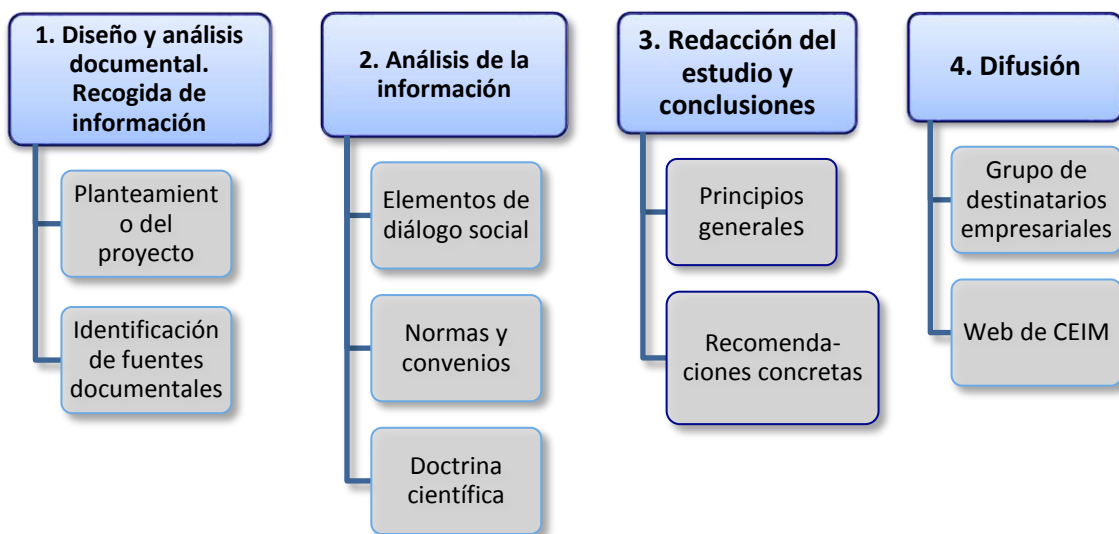 1. Diseño y análisis
documental.
Recogida de
información
Planteamient
o del
proyecto
Identificación
de fuentes
documentales
2. Análisis de la
información
Elementos de
diálogo social
Normas y
convenios
Doctrina
científica
3. Redacción del
estudio y
conclusiones
Principios
generales
Recomenda-
ciones concretas
4. Difusión
Grupo de
destinatarios
empresariales
Web de CEIM